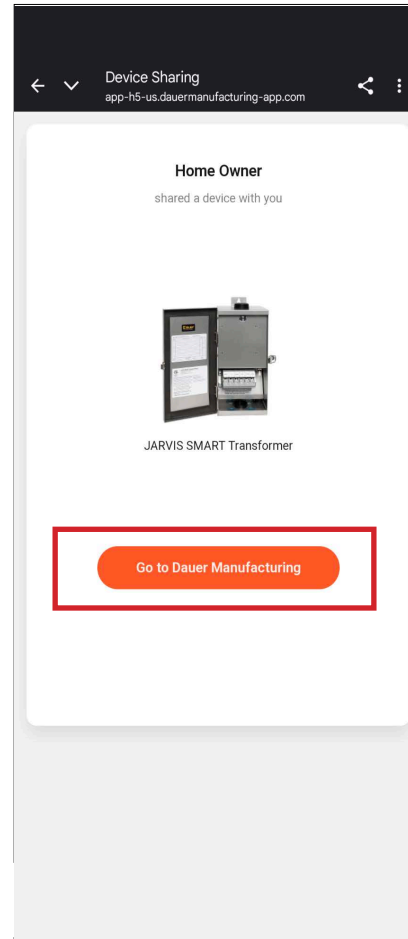 Device Sharing
app-h5-us.dauermanufacturing-app.com
Home Owner
shared a device with you
Dauer
JARVIS SMART Transformer
Go to Dauer Manufacturing